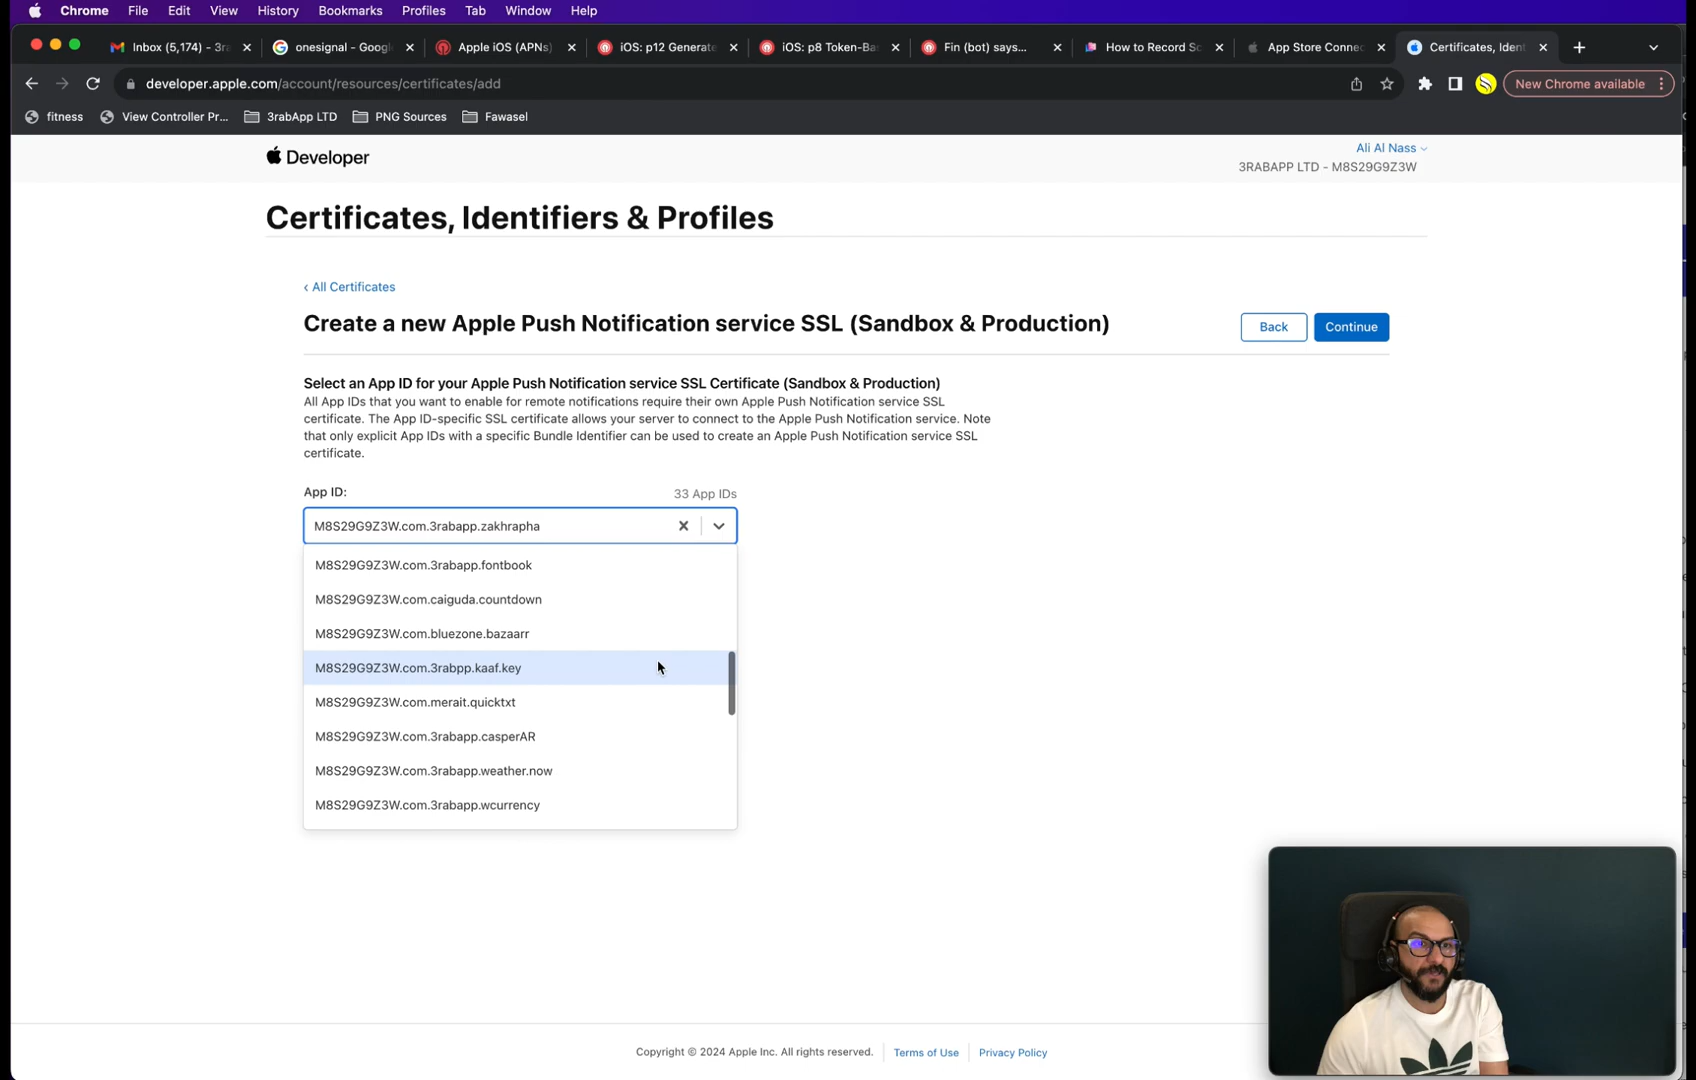 Chrome File Edit View History Bookmarks Profiles Tab Window Help
Inbox (5,174) - 3ra onesignal - Googl Apple iOS (APNs) iOS: p12 Generate iOS: p8 Token-Ba Fin (bot) says... How to Record Sc App Store Connec Certificates, Ident
developer.apple.com/account/resources/certificates/add New Chrome available
fitness View Controller Pr... 3rabApp LTD PNG Sources Fawasel
Developer
Ali Al Nass
3RABAPP LTD - M8S29G9Z3W
Certificates, Identifiers & Profiles
‹ All Certificates
Create a new Apple Push Notification service SSL (Sandbox & Production)
Back Continue
Select an App ID for your Apple Push Notification service SSL Certificate (Sandbox & Production)
All App IDs that you want to enable for remote notifications require their own Apple Push Notification service SSL
certificate. The App ID-specific SSL certificate allows your server to connect to the Apple Push Notification service. Note
that only explicit App IDs with a specific Bundle Identifier can be used to create an Apple Push Notification service SSL
certificate.
App ID: 33 App IDs
M8S29G9Z3W.com.3rabapp.zakhrapha
M8S29G9Z3W.com.3rabapp.fontbook
M8S29G9Z3W.com.caiguda.countdown
M8S29G9Z3W.com.bluezone.bazaarr
M8S29G9Z3W.com.3rabpp.kaaf.key
M8S29G9Z3W.com.merait.quicktxt
M8S29G9Z3W.com.3rabapp.casperAR
M8S29G9Z3W.com.3rabapp.weather.now
M8S29G9Z3W.com.3rabapp.wcurrency
Copyright © 2024 Apple Inc. All rights reserved. Terms of Use Privacy Policy